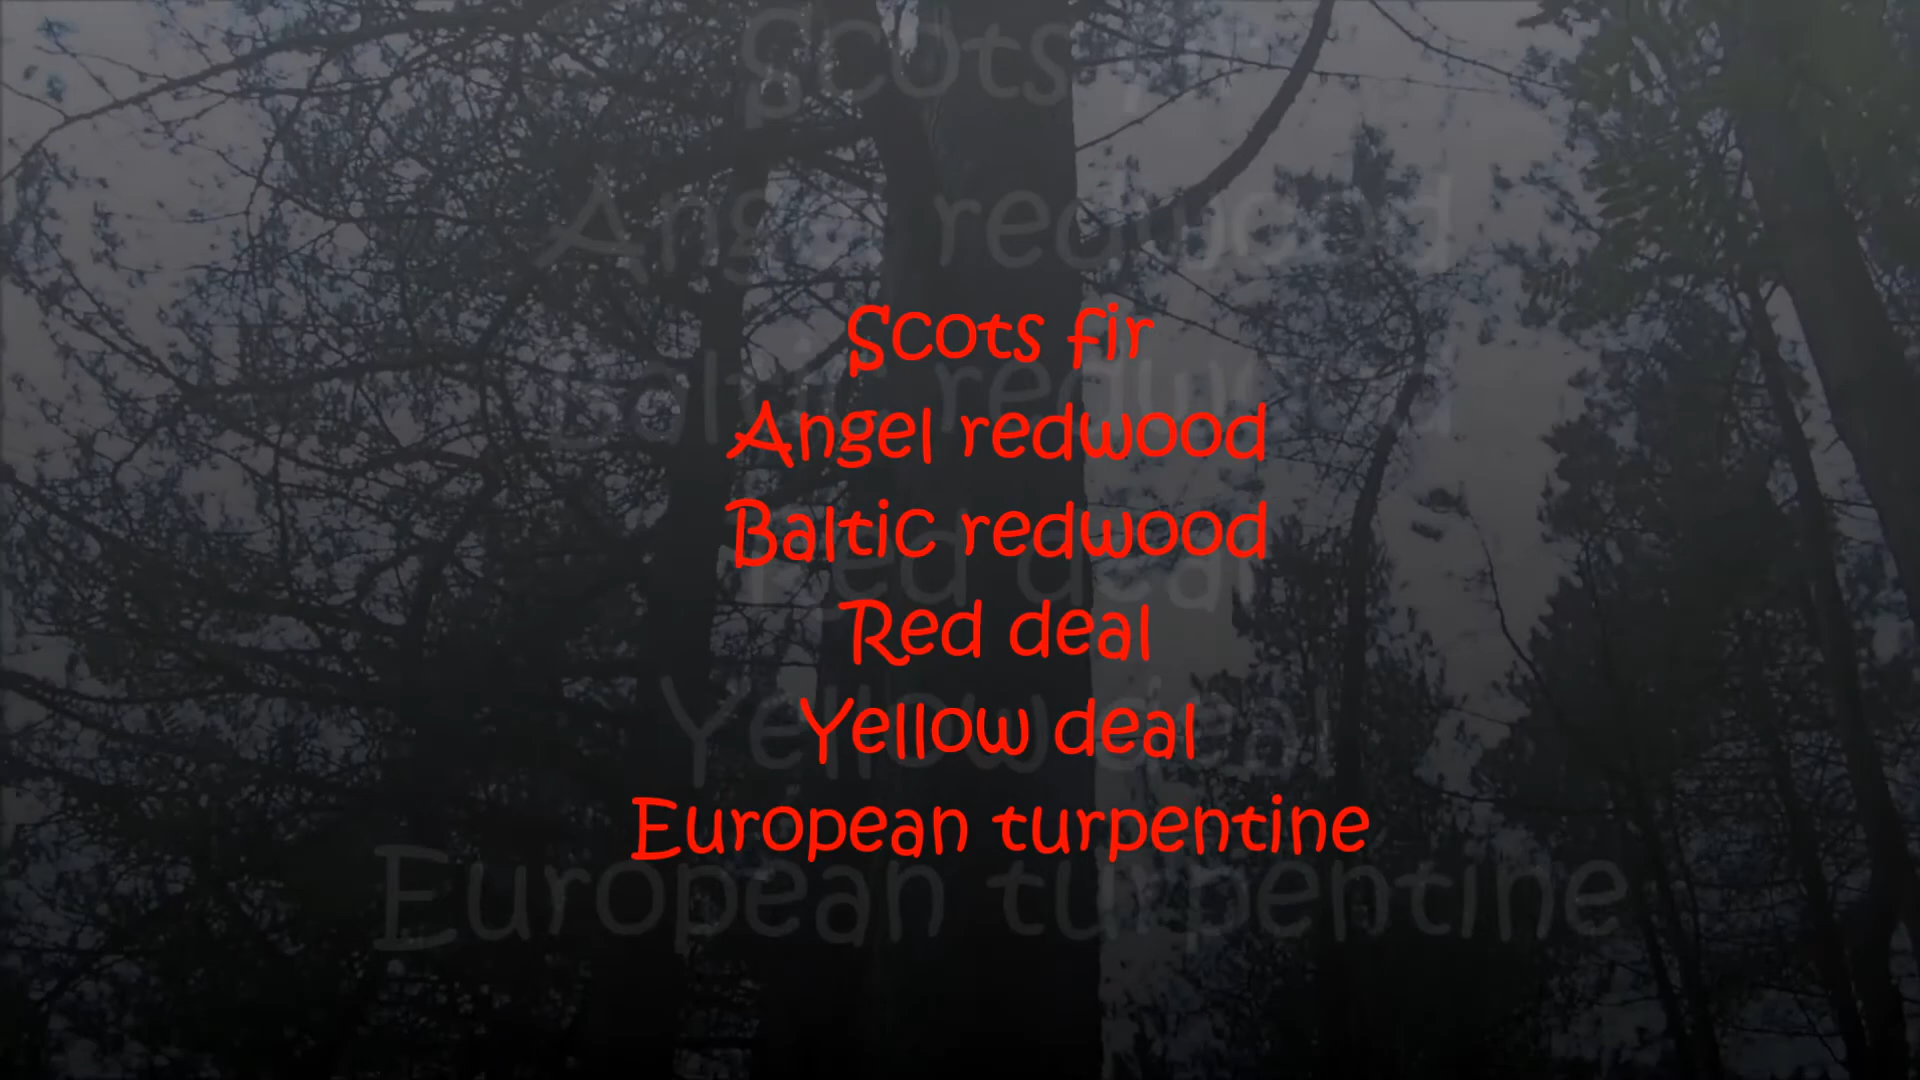 Scots fir
Angel redwood
Baltic redwood
Red deal
Yellow deal
European turpentine